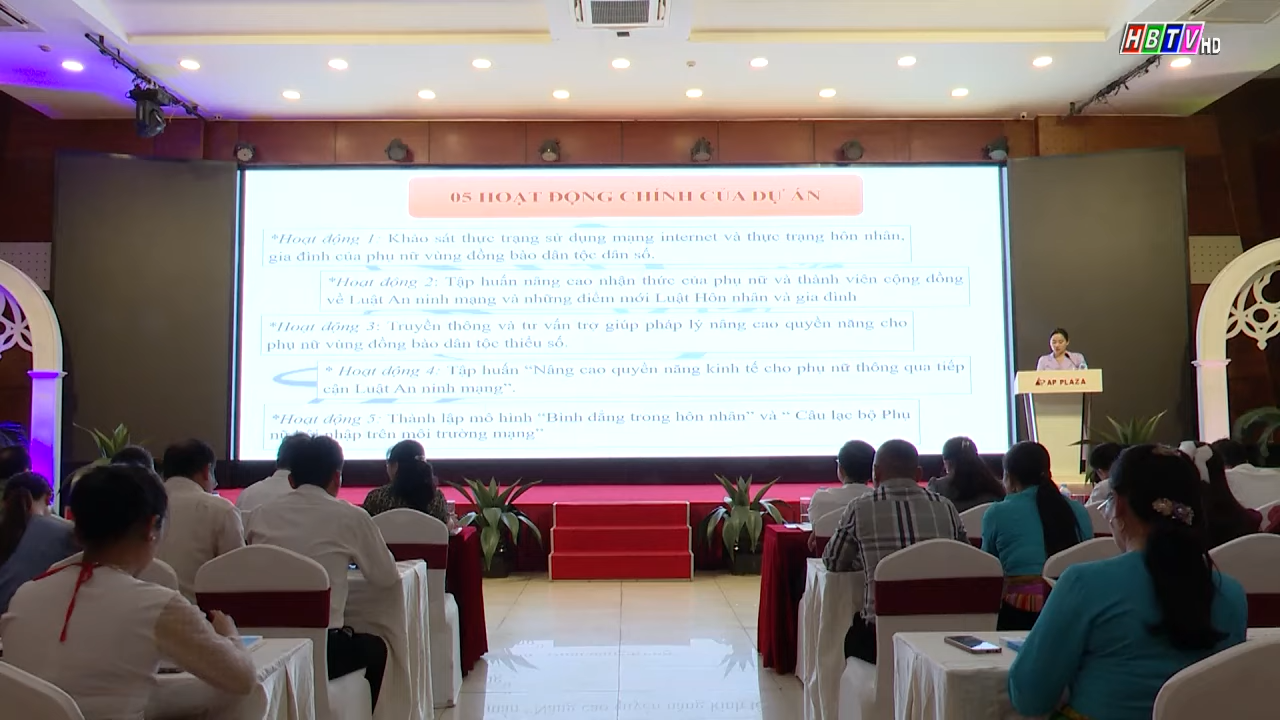 HBTV HD
05 HOẠT ĐỘNG CHÍNH CỦA DỰ ÁN
*Hoạt động 1: Khảo sát thực trạng sử dụng mạng internet và thực trạng hôn nhân,
gia đình của phụ nữ vùng đồng bào dân tộc dân số.
*Hoạt động 2: Tập huấn nâng cao nhận thức của phụ nữ và thành viên cộng đồng
về Luật An ninh mạng và những điểm mới Luật Hôn nhân và gia đình
*Hoạt động 3: Truyền thông và tư vấn trợ giúp pháp lý nâng cao quyền năng cho
phụ nữ vùng đồng bào dân tộc thiểu số.
* Hoạt động 4: Tập huấn “Nâng cao quyền năng kinh tế cho phụ nữ thông qua tiếp
cận Luật An ninh mạng”.
*Hoạt động 5: Thành lập mô hình “Bình đẳng trong hôn nhân” và “ Câu lạc bộ Phụ
nữ pháp trên môi trường mạng”
AP PLAZA